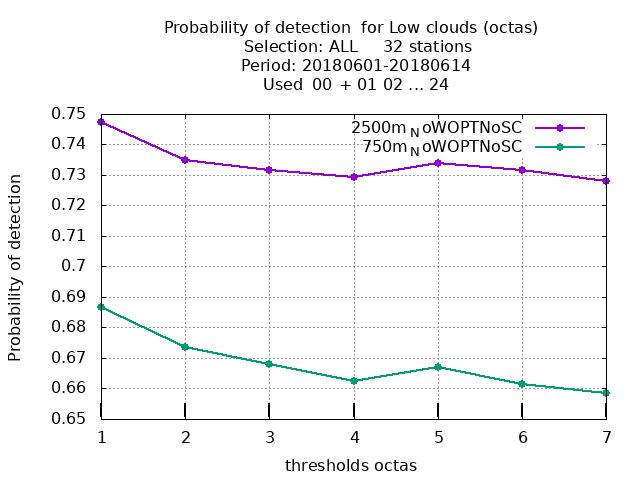 Probability of detection  for Low clouds (octas)
Selection: ALL     32 stations
Period: 20180601-20180614
Used  00 + 01 02 ... 24
2500m_NoWOPTNoSC
750m_NoWOPTNoSC
Probability of detection
0.75
0.74
0.73
0.72
0.71
0.7
0.69
0.68
0.67
0.66
0.65
1 2 3 4 5 6 7
thresholds octas